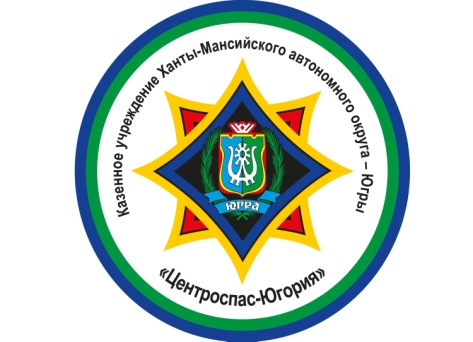 Казенное учреждение Ханты-Мансийского автономного округа – Югры
ЮГРА
«Центроспас-Югория»